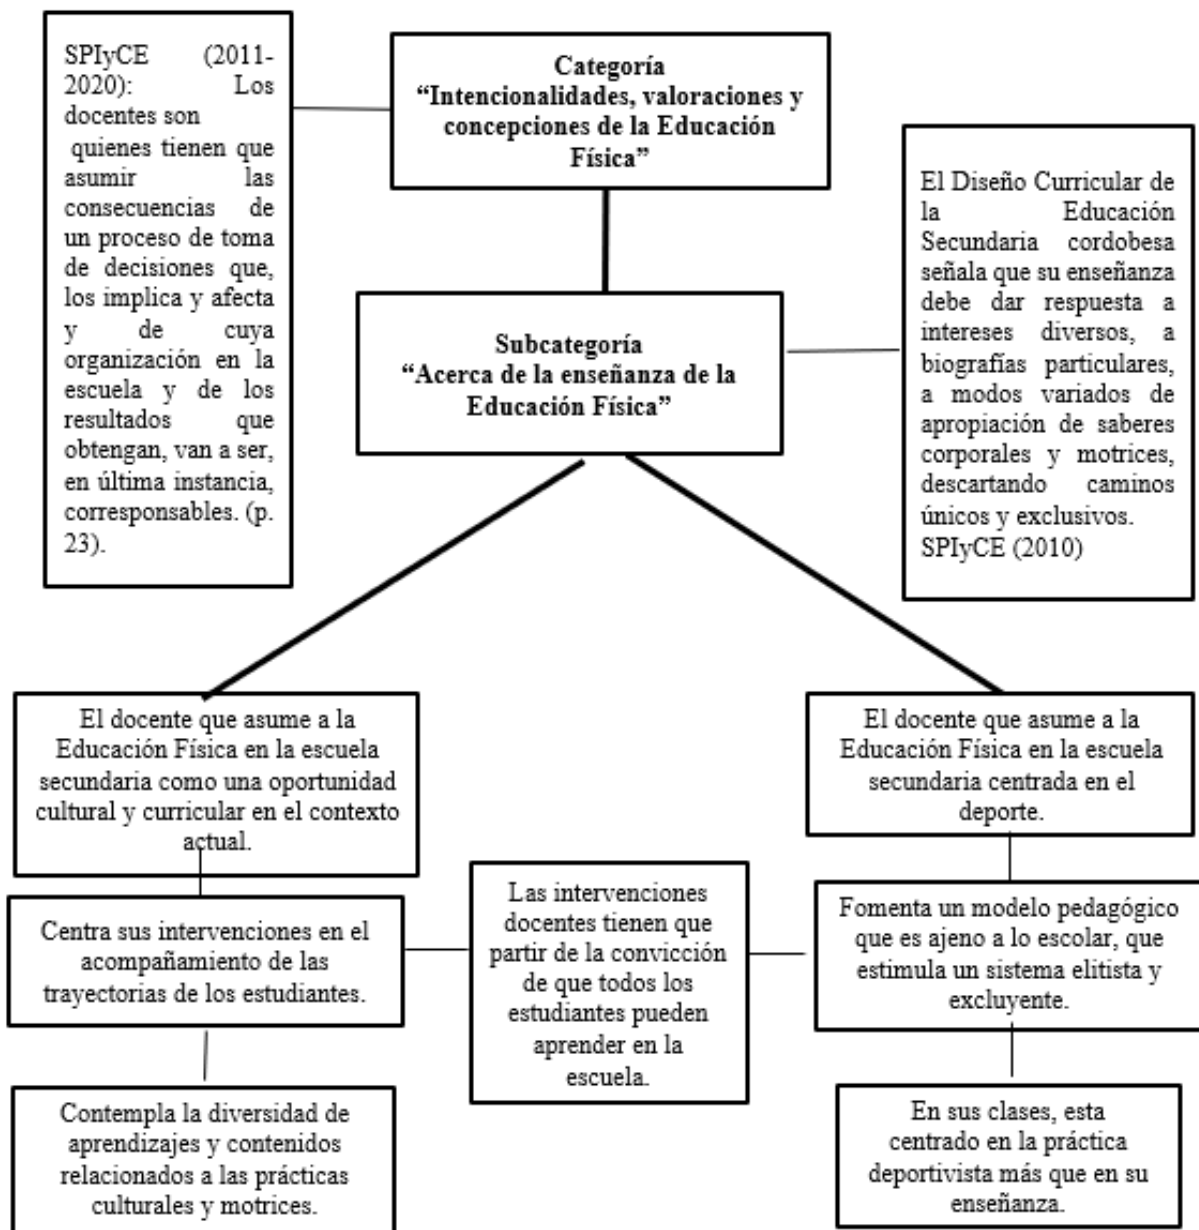 SPIyCE (2011-
2020): Los
docentes son
quienes tienen que
asumir las
consecuencias de
un proceso de toma
de decisiones que,
los implica y afecta
y de cuya
organización en la
escuela y de los
resultados que
obtengan, van a ser,
en última instancia,
corresponsables. (p.
23).
Categoría
“Intencionalidades, valoraciones y
concepciones de la Educación
Física”
El Diseño Curricular de
la Educación
Secundaria cordobesa
señala que su enseñanza
debe dar respuesta a
intereses diversos, a
biografías particulares,
a modos variados de
apropiación de saberes
corporales y motrices,
descartando caminos
únicos y exclusivos.
SPIyCE (2010)
Subcategoría
“Acerca de la enseñanza de la
Educación Física”
El docente que asume a la
Educación Física en la escuela
secundaria como una oportunidad
cultural y curricular en el contexto
actual.
El docente que asume a la
Educación Física en la escuela
secundaria centrada en el
deporte.
Centra sus intervenciones en el
acompañamiento de las
trayectorias de los estudiantes.
Las intervenciones
docentes tienen que
partir de la convicción
de que todos los
estudiantes pueden
aprender en la
escuela.
Fomenta un modelo pedagógico
que es ajeno a lo escolar, que
estimula un sistema elitista y
excluyente.
Contempla la diversidad de
aprendizajes y contenidos
relacionados a las prácticas
culturales y motrices.
En sus clases, esta
centrado en la práctica
deportivista más que en su
enseñanza.